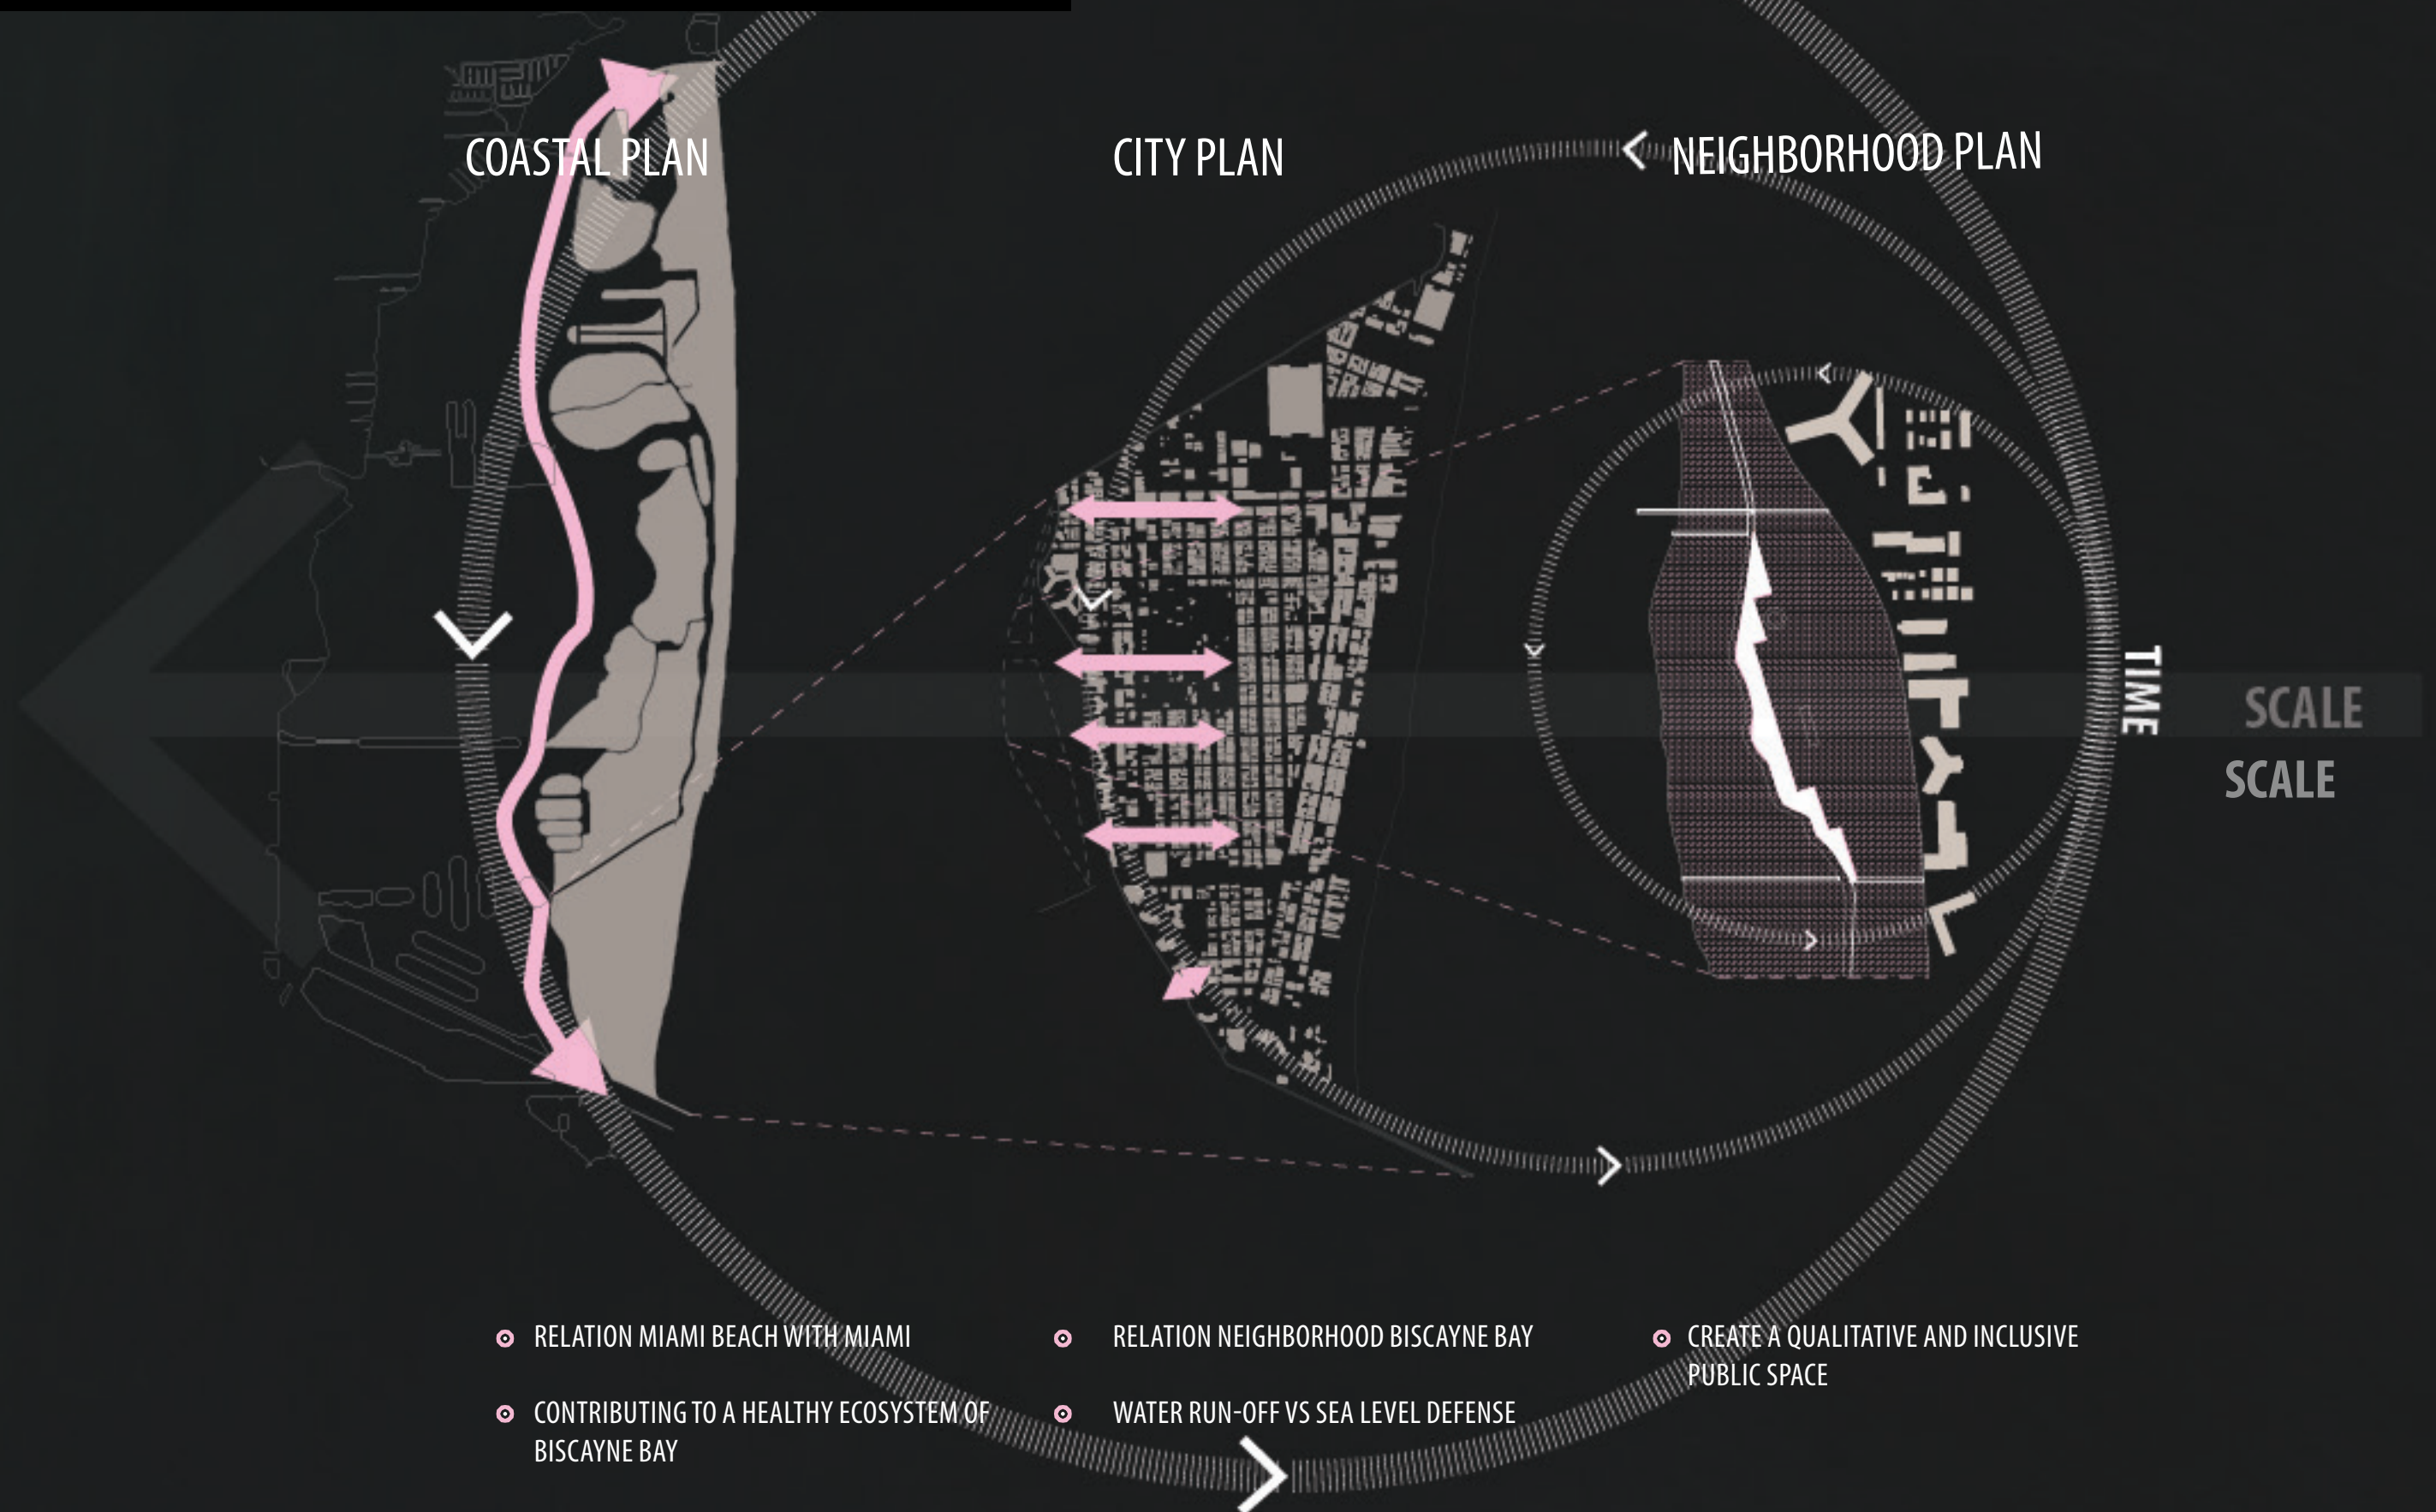 COASTAL PLAN
CITY PLAN
NEIGHBORHOOD PLAN
TIME
SCALE
SCALE
RELATION MIAMI BEACH WITH MIAMI
CONTRIBUTING TO A HEALTHY ECOSYSTEM OF
BISCAYNE BAY
RELATION NEIGHBORHOOD BISCAYNE BAY
WATER RUN-OFF VS SEA LEVEL DEFENSE
CREATE A QUALITATIVE AND INCLUSIVE
PUBLIC SPACE